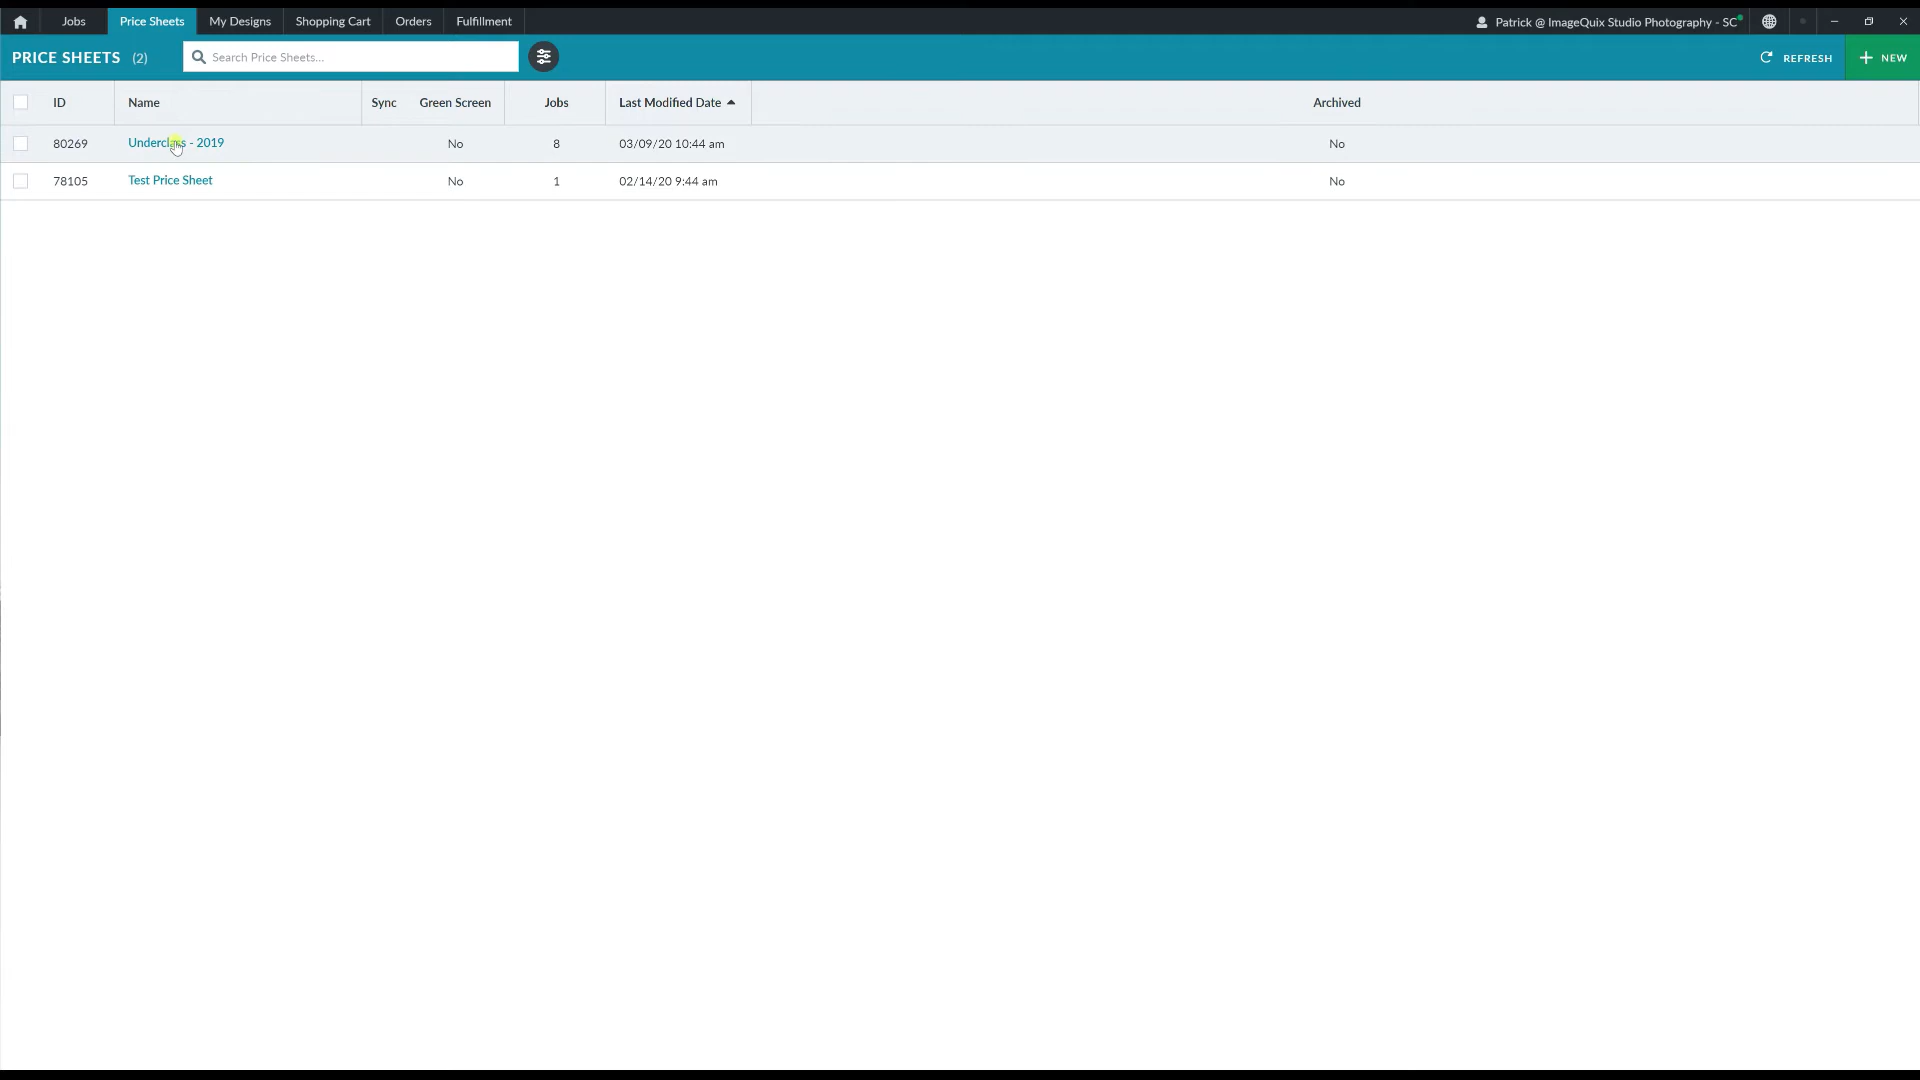 Jobs Price Sheets My Designs Shopping Cart Orders Fulfillment Patrick @ ImageQuix Studio Photography - SC
PRICE SHEETS (2) Search Price Sheets... REFRESH + NEW
ID Name Sync Green Screen Jobs Last Modified Date Archived
80269 Underclass - 2019 No 8 03/09/20 10:44 am No
78105 Test Price Sheet No 1 02/14/20 9:44 am No